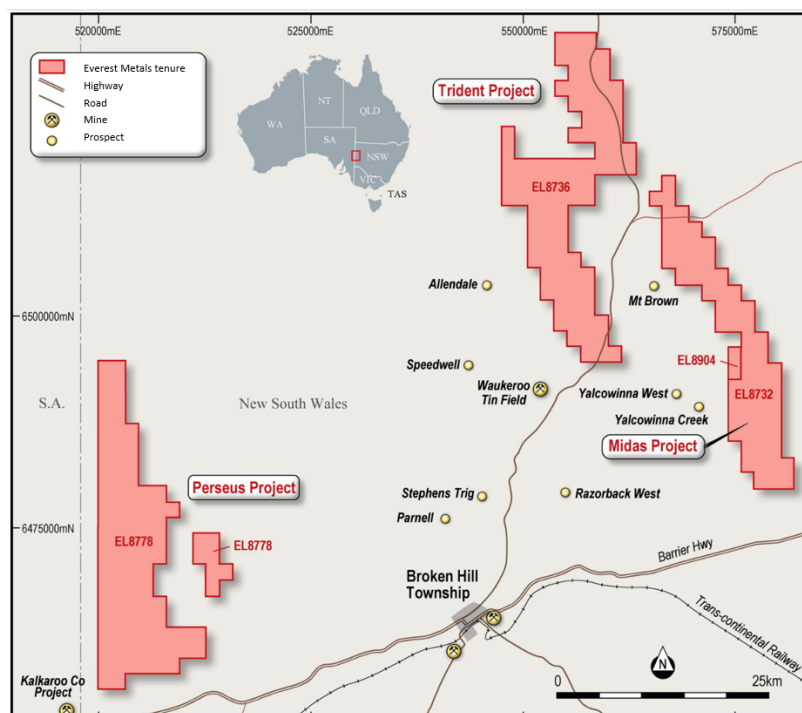 520000mE
525000mE
550000mE
575000mE
Everest Metals tenure
Highway
Road
Mine
Prospect
WA
NT
QLD
SA
NSW
VIC
TAS
Trident Project
EL8736
Allendale
Mt Brown
6500000mN
Speedwell
EL8904
Waukeroo
Tin Field
Yalcowinna West
EL8732
S.A.
New South Wales
Yalcowinna Creek
Midas Project
Perseus Project
Stephens Trig
Razorback West
Parnell
6475000mN
EL8778
EL8778
Barrier Hwy
Broken Hill
Township
Trans-continental Railway
N
Kalkaroo Co
Project
0
25km